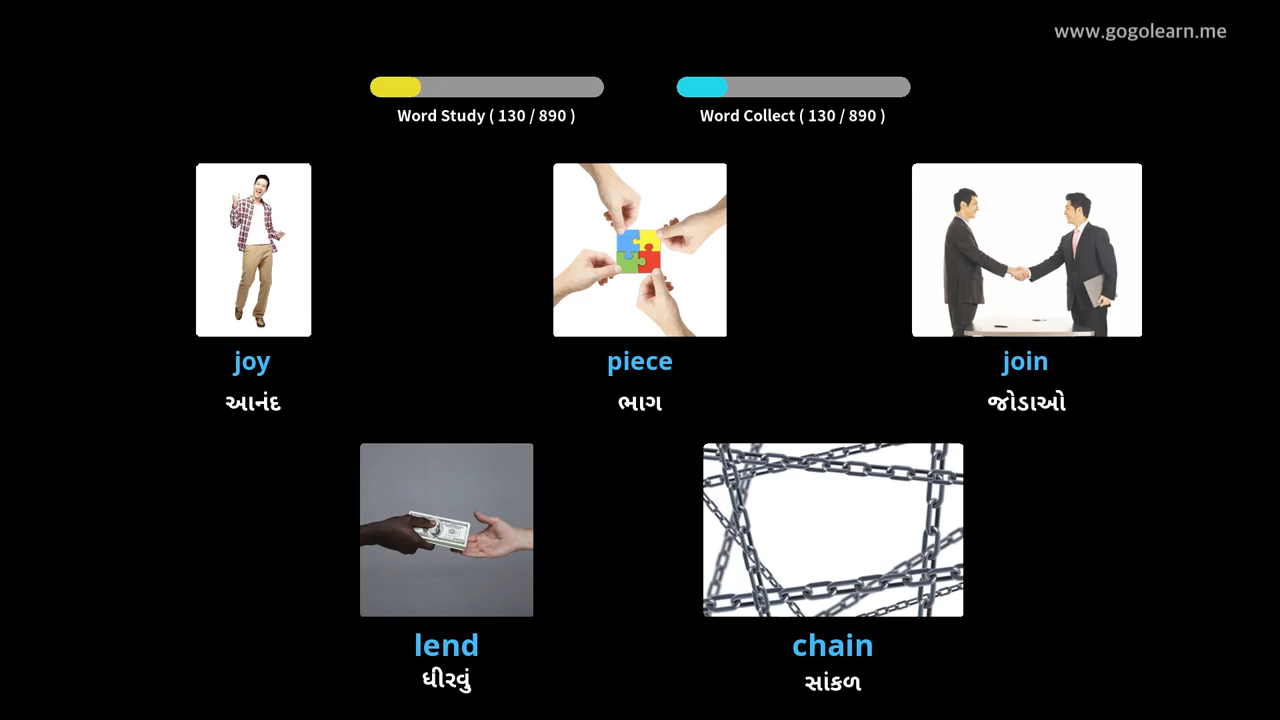 www.gogolearn.me
Word Study ( 130 / 890 )
Word Collect ( 130 / 890 )
joy
આનંદ
piece
ભાગ
join
જોડાઓ
lend
ધીરવું
chain
સાંકળ